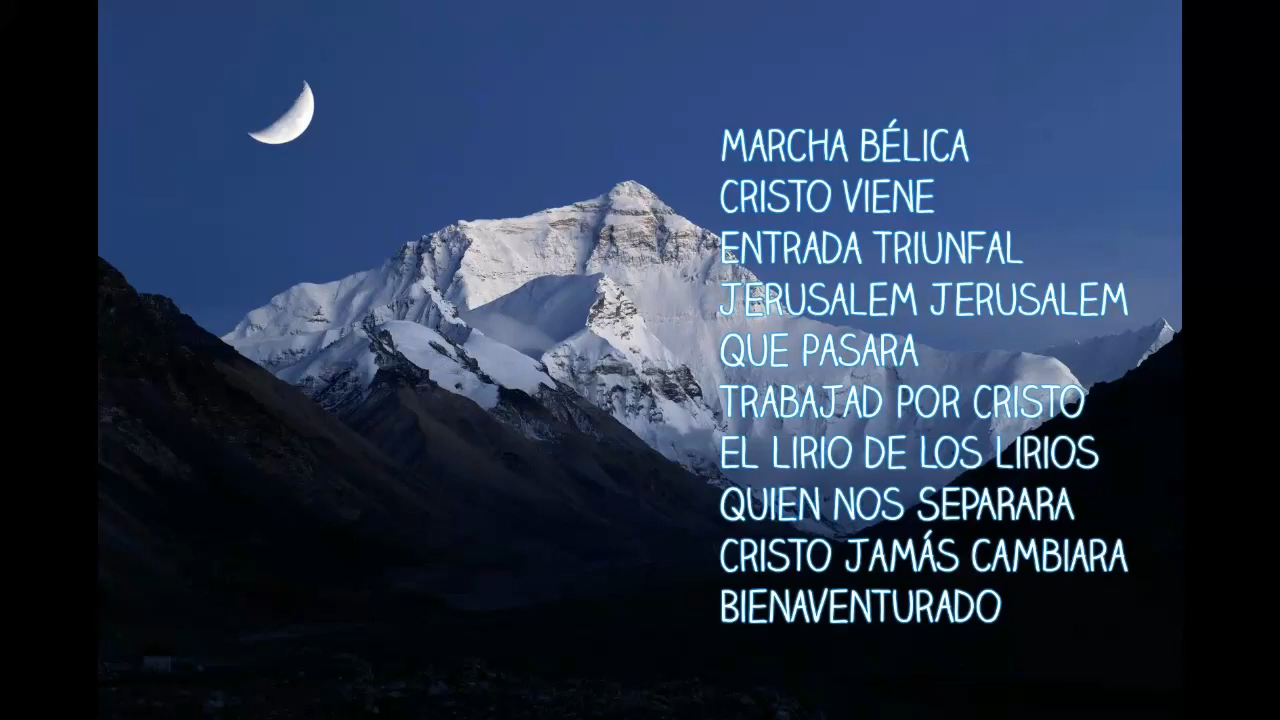 MARCHA BÉLICA
CRISTO VIENE
ENTRADA TRIUNFAL
JERUSALEM JERUSALEM
QUE PASARA
TRABAJAD POR CRISTO
EL LIRIO DE LOS LIRIOS
QUIEN NOS SEPARARA
CRISTO JAMÁS CAMBIARA
BIENAVENTURADO